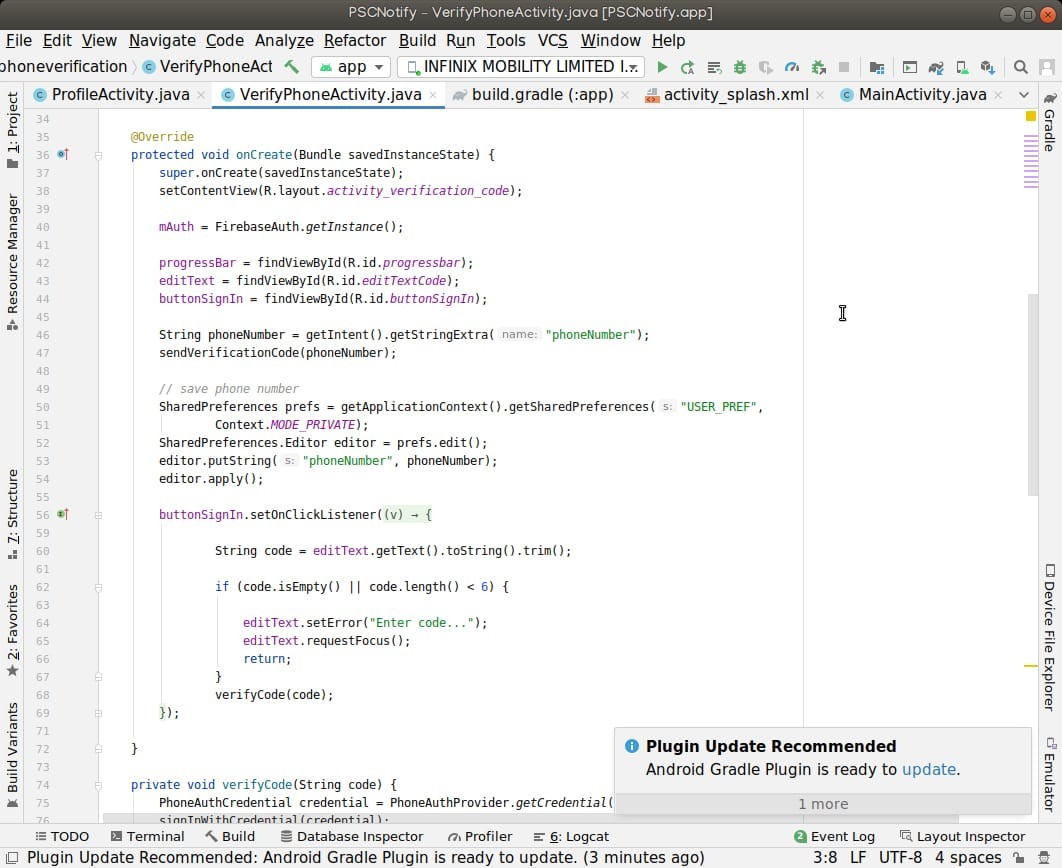 PSCNotify – VerifyPhoneActivity.java [PSCNotify.app]
File Edit View Navigate Code Analyze Refactor Build Run Tools VCS Window Help
phoneverification VerifyPhoneAct app INFINIX MOBILITY LIMITED I...
ProfileActivity.java VerifyPhoneActivity.java build.gradle (:app) activity_splash.xml MainActivity.java
1: Project
Resource Manager
7: Structure
2: Favorites
Build Variants
34
35 @Override
36 protected void onCreate(Bundle savedInstanceState) {
37 super.onCreate(savedInstanceState);
38 setContentView(R.layout.activity_verification_code);
39
40 mAuth = FirebaseAuth.getInstance();
41
42 progressBar = findViewById(R.id.progressbar);
43 editText = findViewById(R.id.editTextCode);
44 buttonSignIn = findViewById(R.id.buttonSignIn);
45
46 String phoneNumber = getIntent().getStringExtra( name: "phoneNumber");
47 sendVerificationCode(phoneNumber);
48
49 // save phone number
50 SharedPreferences prefs = getApplicationContext().getSharedPreferences( s: "USER_PREF",
51 Context.MODE_PRIVATE);
52 SharedPreferences.Editor editor = prefs.edit();
53 editor.putString( s: "phoneNumber", phoneNumber);
54 editor.apply();
55
56 buttonSignIn.setOnClickListener((v) → {
59
60 String code = editText.getText().toString().trim();
61
62 if (code.isEmpty() || code.length() < 6) {
63
64 editText.setError("Enter code...");
65 editText.requestFocus();
66 return;
67 }
68 verifyCode(code);
69 });
71
72 }
73
74 private void verifyCode(String code) {
75 PhoneAuthCredential credential = PhoneAuthProvider.getCredential(
76 signInWithCredential(credential);
Gradle
Device File Explorer
Emulator
Plugin Update Recommended
Android Gradle Plugin is ready to update.
1 more
TODO Terminal Build Database Inspector Profiler 6: Logcat 2 Event Log Layout Inspector
Plugin Update Recommended: Android Gradle Plugin is ready to update. (3 minutes ago) 3:8 LF UTF-8 4 spaces